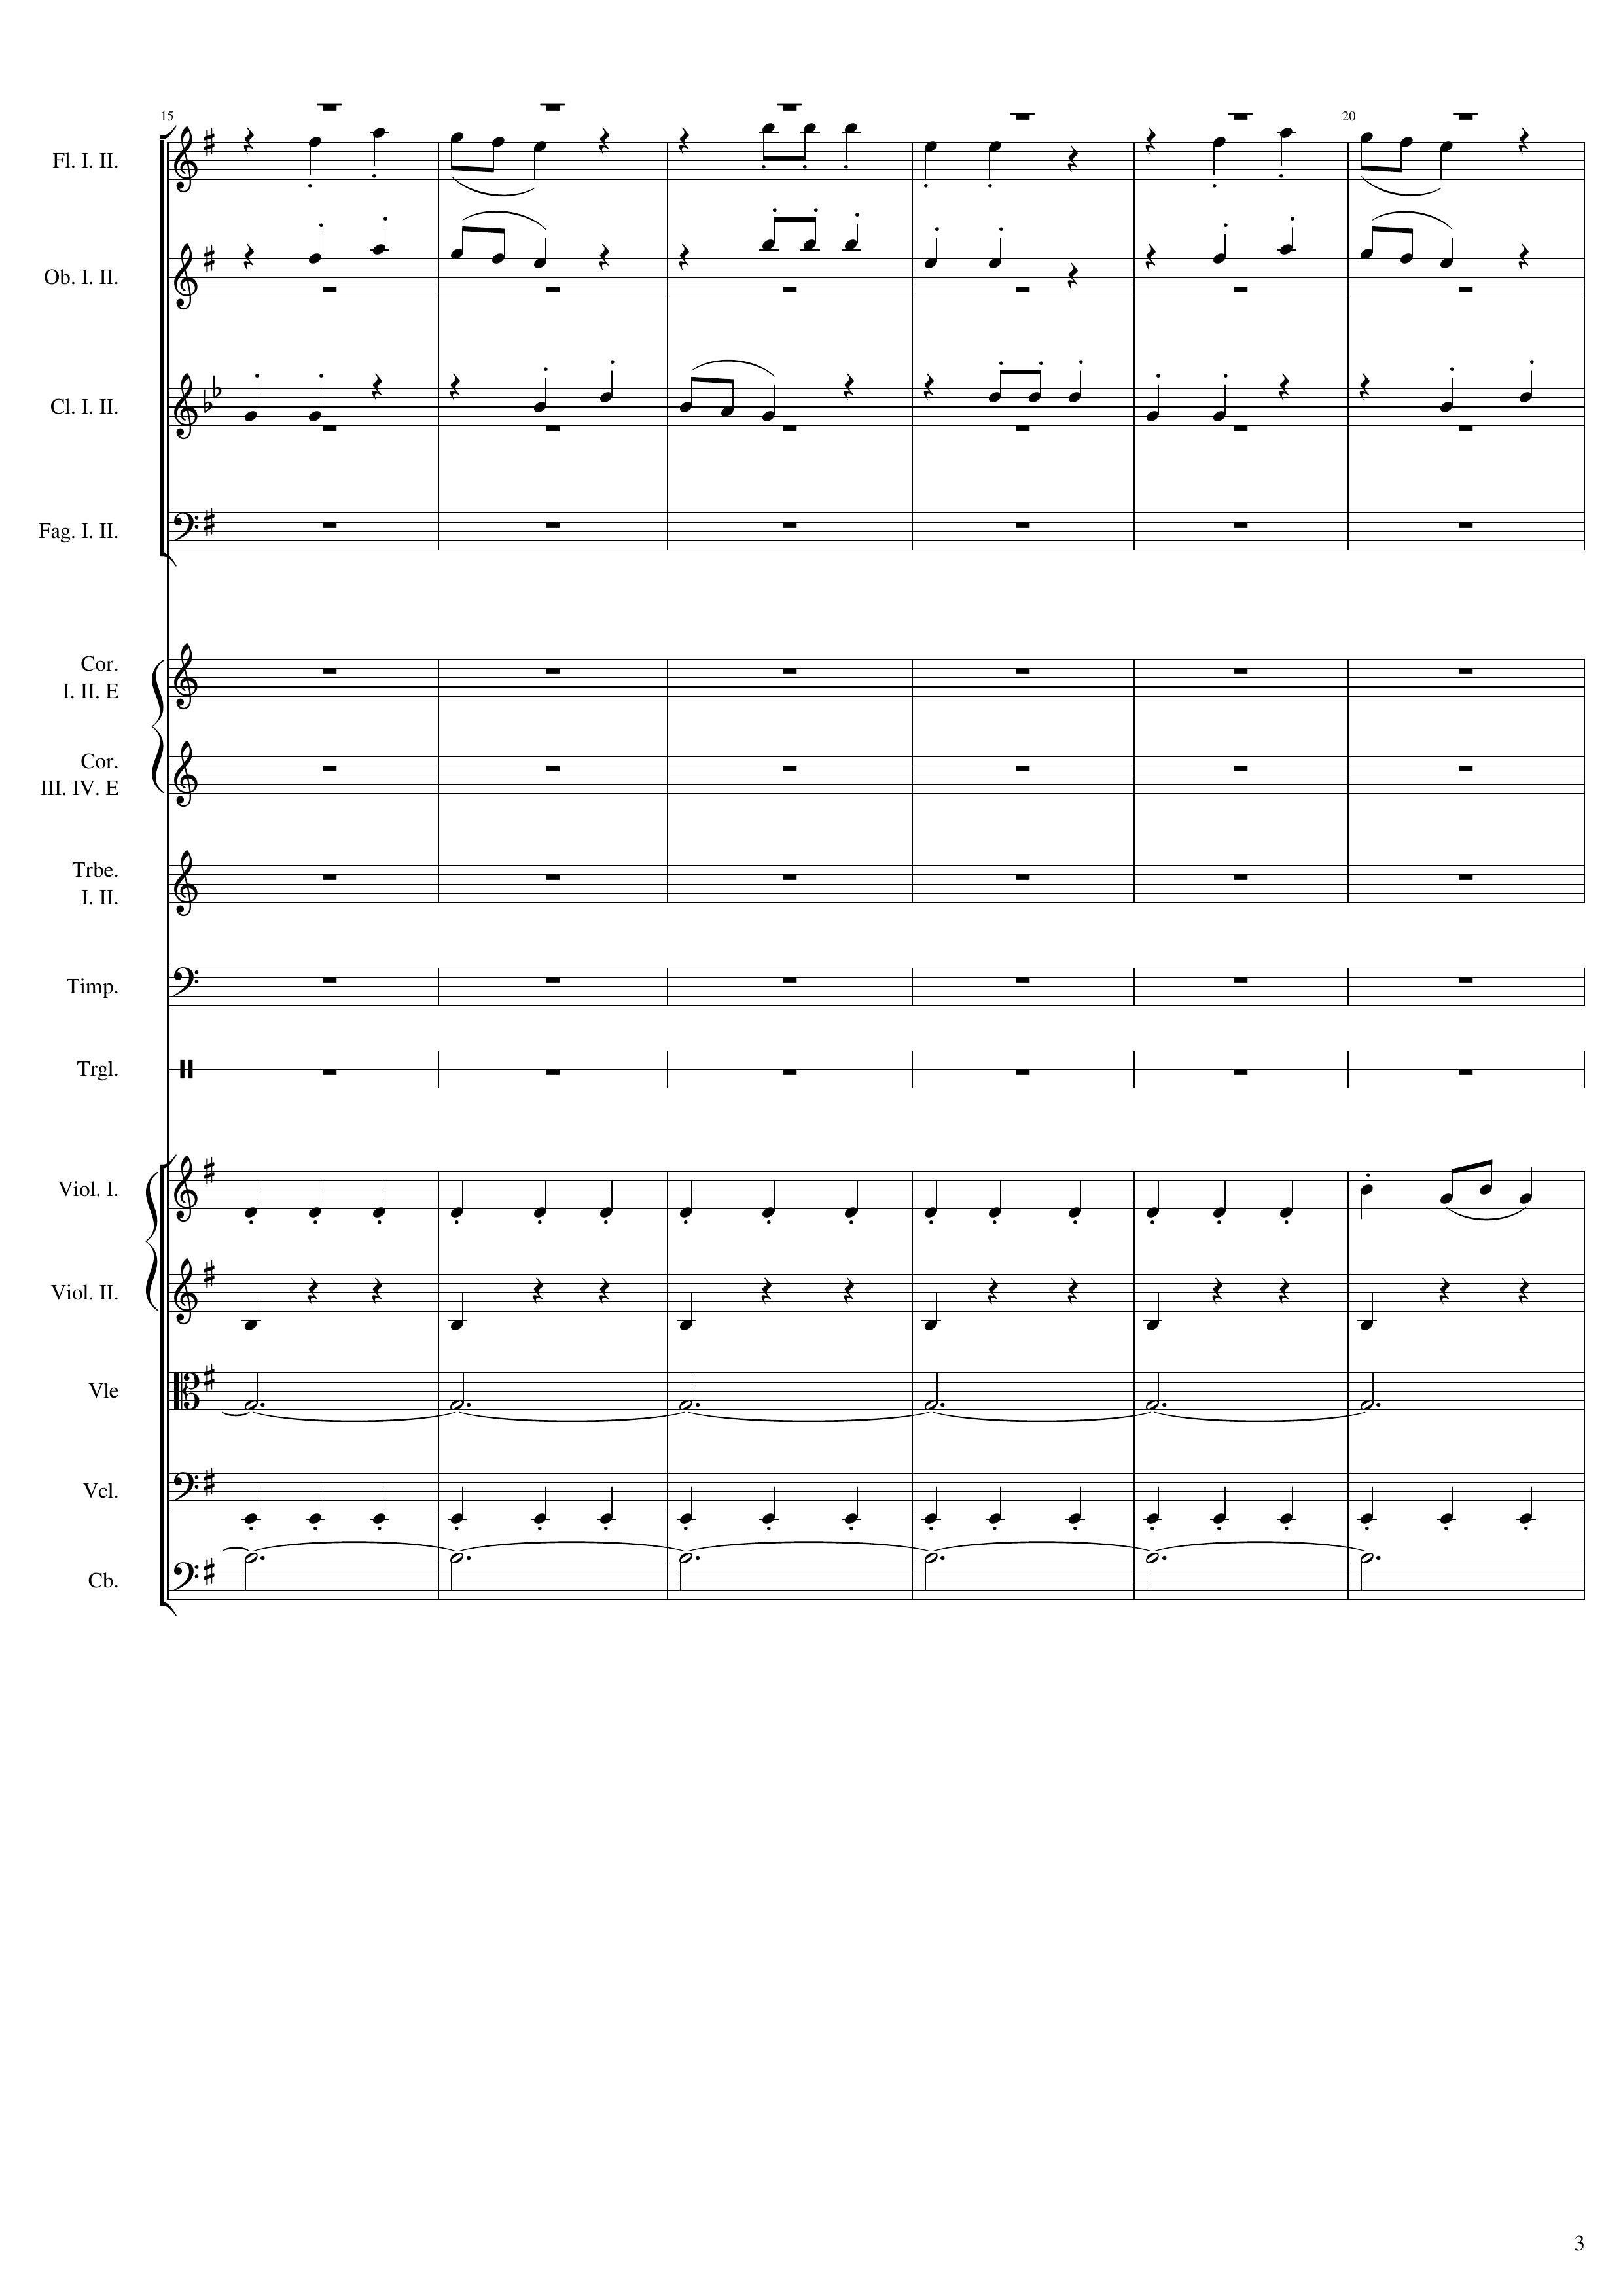 15
20
Fl. I. II.
Ob. I. II.
Cl. I. II.
Fag. I. II.
Cor.
I. II. E
Cor.
III. IV. E
Trbe.
I. II.
Timp.
Trgl.
Viol. I.
Viol. II.
Vle
Vcl.
Cb.
3